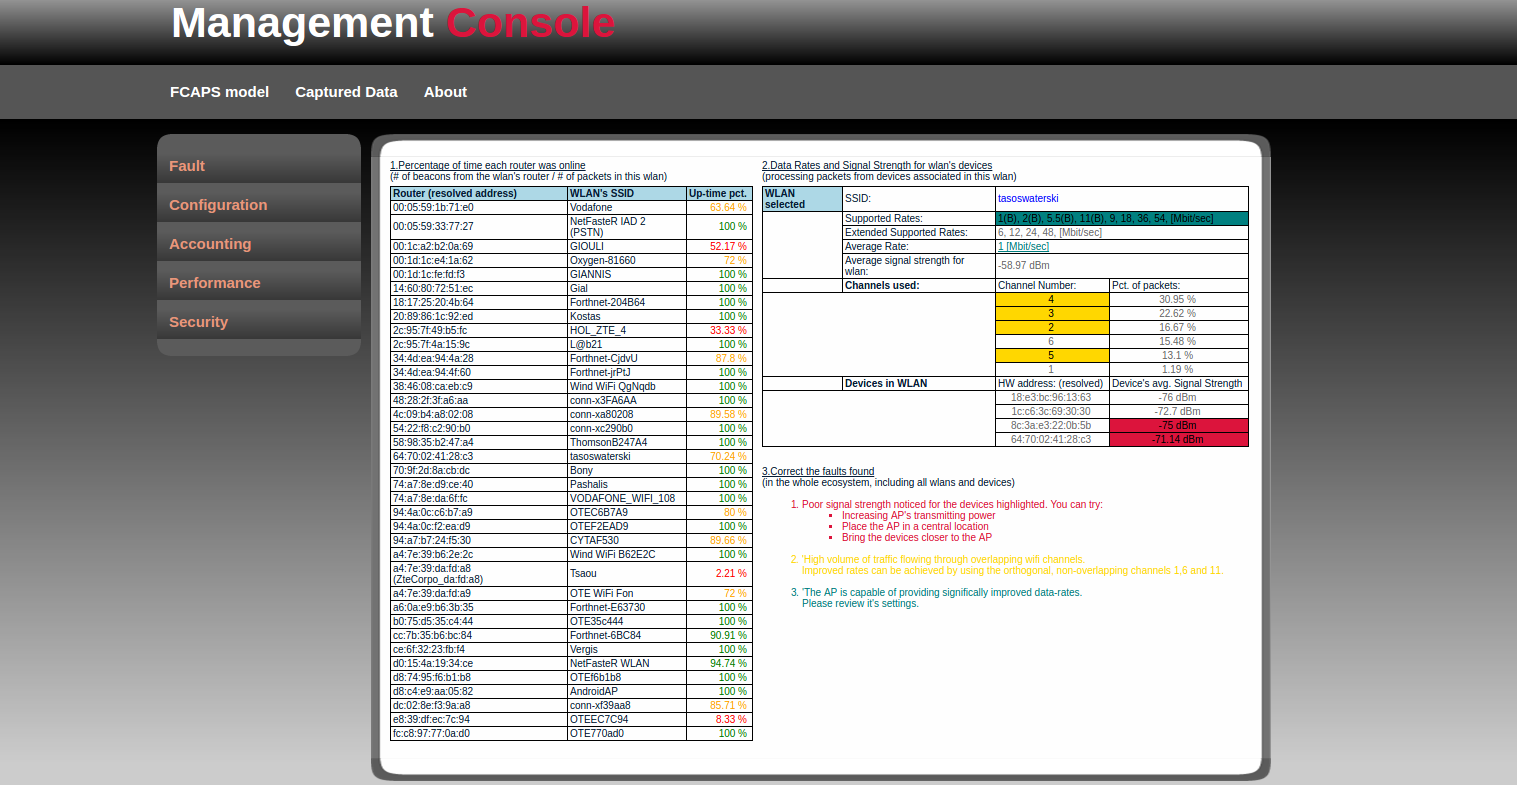 Management Console
FCAPS model Captured Data About
Fault
Configuration
Accounting
Performance
Security
1.Percentage of time each router was online
(# of beacons from the wlan's router / # of packets in this wlan)
Router (resolved address) WLAN's SSID Up-time pct.
00:05:59:1b:71:e0 Vodafone 63.64 %
00:05:59:33:77:27 NetFasteR IAD 2 (PSTN) 100 %
00:1c:a2:b2:0a:69 GIOULI 52.17 %
00:1d:1c:e4:1a:62 Oxygen-81660 72 %
00:1d:1c:fe:fd:f3 GIANNIS 100 %
14:60:80:72:51:ec Gial 100 %
18:17:25:20:4b:64 Forthnet-204B64 100 %
20:89:86:1c:92:ed Kostas 100 %
2c:95:7f:49:b5:fc HOL_ZTE_4 33.33 %
2c:95:7f:4a:15:9c L@b21 100 %
34:4d:ea:94:4a:28 Forthnet-CjdvU 87.8 %
34:4d:ea:94:4f:60 Forthnet-jrPtJ 100 %
38:46:08:ca:eb:c9 Wind WiFi QgNqdb 100 %
48:28:2f:3f:a6:aa conn-x3FA6AA 100 %
4c:09:b4:a8:02:08 conn-xa80208 89.58 %
54:22:f8:c2:90:b0 conn-xc290b0 100 %
58:98:35:b2:47:a4 ThomsonB247A4 100 %
64:70:02:41:28:c3 tasoswaterski 70.24 %
70:9f:2d:8a:cb:dc Bony 100 %
74:a7:8e:d9:ce:40 Pashalis 100 %
74:a7:8e:da:6f:fc VODAFONE_WIFI_108 100 %
94:4a:0c:c6:b7:a9 OTEC6B7A9 80 %
94:4a:0c:f2:ea:d9 OTEF2EAD9 100 %
94:a7:b7:24:f5:30 CYTAF530 89.66 %
a4:7e:39:b6:2e:2c Wind WiFi B62E2C 100 %
a4:7e:39:da:fd:a8 (ZteCorpo_da:fd:a8) Tsaou 2.21 %
a4:7e:39:da:fd:a9 OTE WiFi Fon 72 %
a6:0a:e9:b6:3b:35 Forthnet-E63730 100 %
b0:75:d5:35:c4:44 OTE35c444 100 %
cc:7b:35:b6:bc:84 Forthnet-6BC84 90.91 %
ce:6f:32:23:fb:f4 Vergis 100 %
d0:15:4a:19:34:ce NetFasteR WLAN 94.74 %
d8:74:95:f6:b1:b8 OTEf6b1b8 100 %
d8:c4:e9:aa:05:82 AndroidAP 100 %
dc:02:8e:f3:9a:a8 conn-xf39aa8 85.71 %
e8:39:df:ec:7c:94 OTEEC7C94 8.33 %
fc:c8:97:77:0a:d0 OTE770ad0 100 %
2.Data Rates and Signal Strength for wlan's devices
(processing packets from devices associated in this wlan)
WLAN selected SSID: tasoswaterski
Supported Rates: 1(B), 2(B), 5.5(B), 11(B), 9, 18, 36, 54, [Mbit/sec]
Extended Supported Rates: 6, 12, 24, 48, [Mbit/sec]
Average Rate: 1 [Mbit/sec]
Average signal strength for wlan: -58.97 dBm
Channels used: Channel Number: Pct. of packets:
4 30.95 %
3 22.62 %
2 16.67 %
6 15.48 %
5 13.1 %
1 1.19 %
Devices in WLAN HW address: (resolved) Device's avg. Signal Strength
18:e3:bc:96:13:63 -76 dBm
1c:c6:3c:69:30:30 -72.7 dBm
8c:3a:e3:22:0b:5b -75 dBm
64:70:02:41:28:c3 -71.14 dBm
3.Correct the faults found
(in the whole ecosystem, including all wlans and devices)
1. Poor signal strength noticed for the devices highlighted. You can try:
Increasing AP's transmitting power
Place the AP in a central location
Bring the devices closer to the AP
2. 'High volume of traffic flowing through overlapping wifi channels.
Improved rates can be achieved by using the orthogonal, non-overlapping channels 1,6 and 11.
3. 'The AP is capable of providing significally improved data-rates.
Please review it's settings.